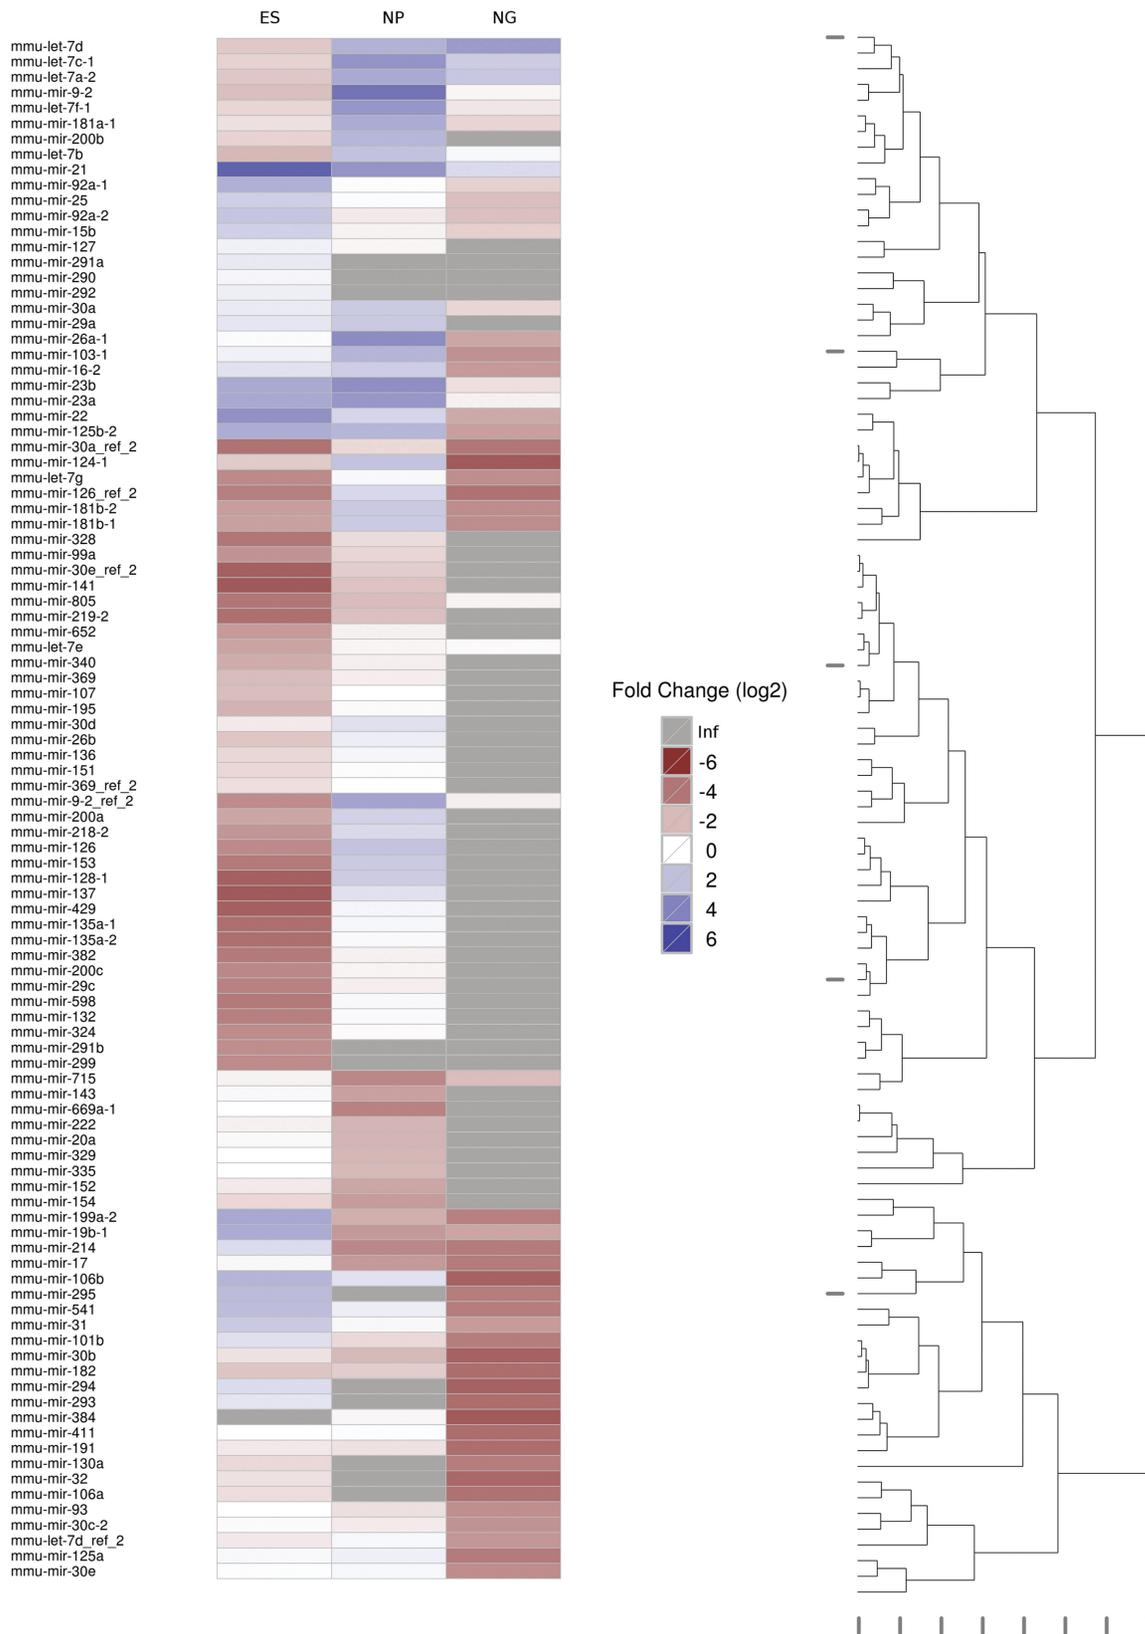 ES NP NG
mmu-let-7d
mmu-let-7c-1
mmu-let-7a-2
mmu-mir-9-2
mmu-let-7f-1
mmu-mir-181a-1
mmu-mir-200b
mmu-let-7b
mmu-mir-21
mmu-mir-92a-1
mmu-mir-25
mmu-mir-92a-2
mmu-mir-15b
mmu-mir-127
mmu-mir-291a
mmu-mir-290
mmu-mir-292
mmu-mir-30a
mmu-mir-29a
mmu-mir-26a-1
mmu-mir-103-1
mmu-mir-16-2
mmu-mir-23b
mmu-mir-23a
mmu-mir-22
mmu-mir-125b-2
mmu-mir-30a_ref_2
mmu-mir-124-1
mmu-let-7g
mmu-mir-126_ref_2
mmu-mir-181b-2
mmu-mir-181b-1
mmu-mir-328
mmu-mir-99a
mmu-mir-30e_ref_2
mmu-mir-141
mmu-mir-805
mmu-mir-219-2
mmu-mir-652
mmu-let-7e
mmu-mir-340
mmu-mir-369
mmu-mir-107
mmu-mir-195
mmu-mir-30d
mmu-mir-26b
mmu-mir-136
mmu-mir-151
mmu-mir-369_ref_2
mmu-mir-9-2_ref_2
mmu-mir-200a
mmu-mir-218-2
mmu-mir-126
mmu-mir-153
mmu-mir-128-1
mmu-mir-137
mmu-mir-429
mmu-mir-135a-1
mmu-mir-135a-2
mmu-mir-382
mmu-mir-200c
mmu-mir-29c
mmu-mir-598
mmu-mir-132
mmu-mir-324
mmu-mir-291b
mmu-mir-299
mmu-mir-715
mmu-mir-143
mmu-mir-669a-1
mmu-mir-222
mmu-mir-20a
mmu-mir-329
mmu-mir-335
mmu-mir-152
mmu-mir-154
mmu-mir-199a-2
mmu-mir-19b-1
mmu-mir-214
mmu-mir-17
mmu-mir-106b
mmu-mir-295
mmu-mir-541
mmu-mir-31
mmu-mir-101b
mmu-mir-30b
mmu-mir-182
mmu-mir-294
mmu-mir-293
mmu-mir-384
mmu-mir-411
mmu-mir-191
mmu-mir-130a
mmu-mir-32
mmu-mir-106a
mmu-mir-93
mmu-mir-30c-2
mmu-let-7d_ref_2
mmu-mir-125a
mmu-mir-30e
Fold Change (log2)
Inf
-6
-4
-2
0
2
4
6